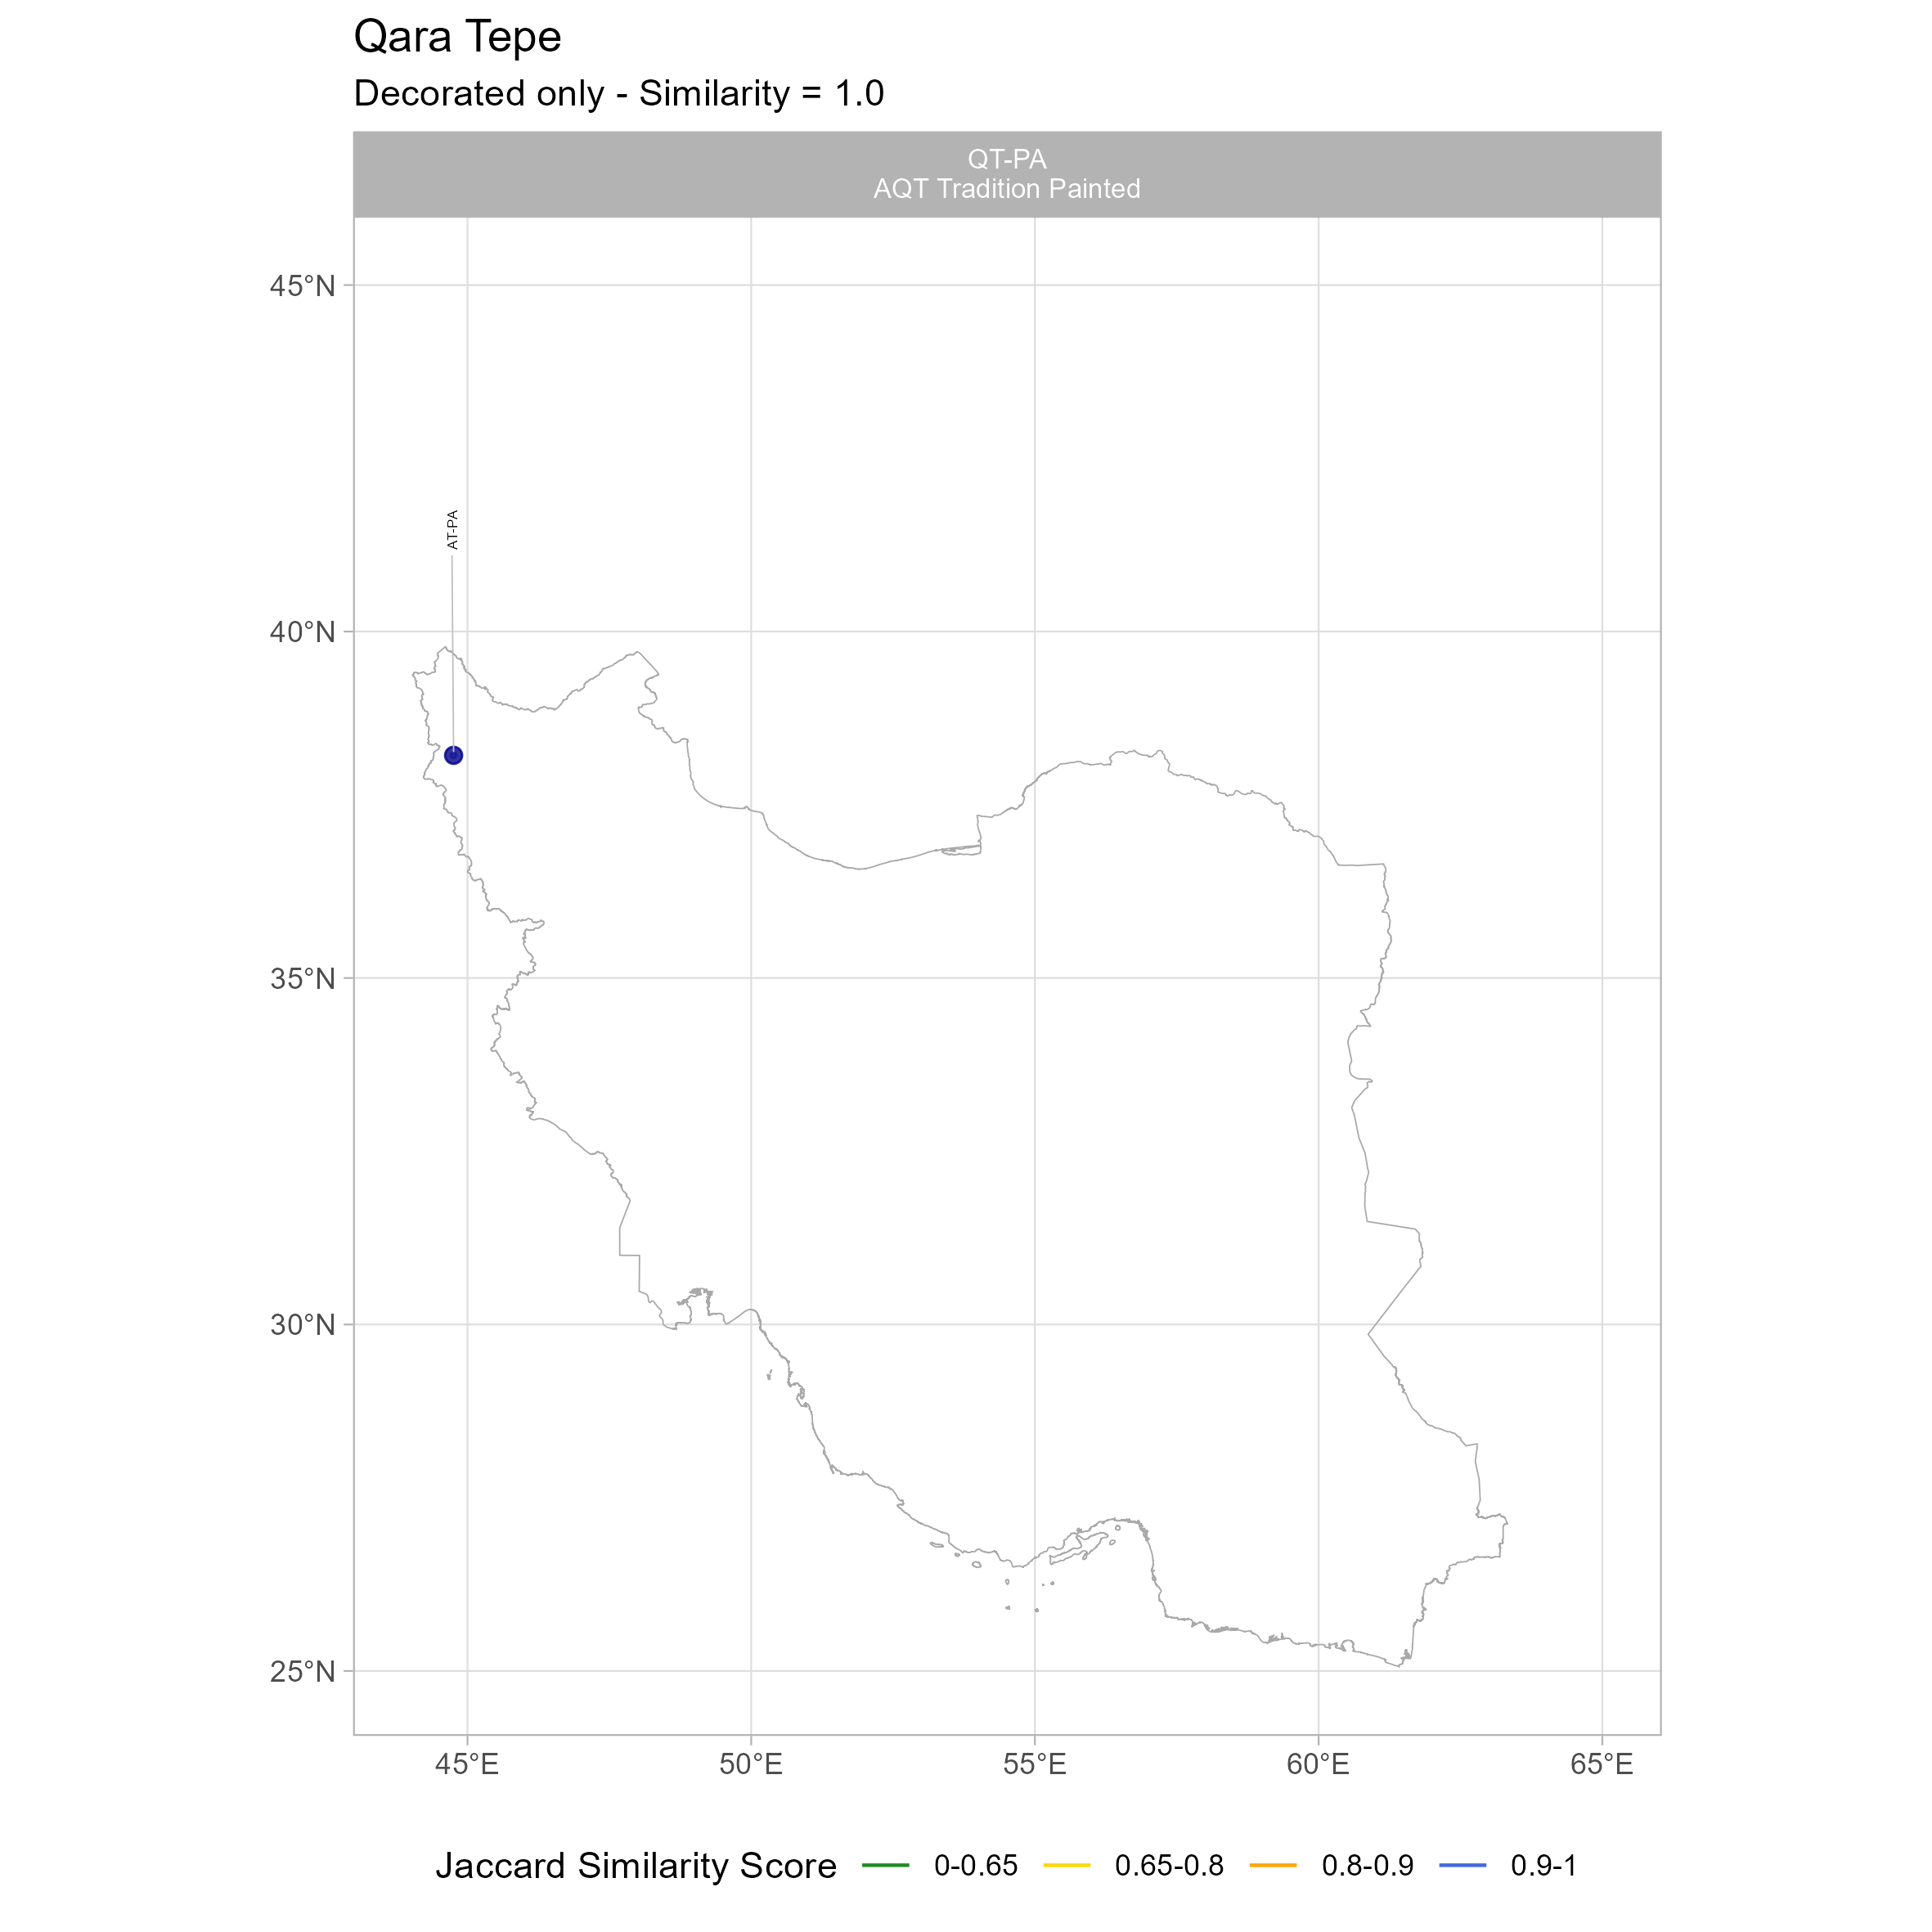 Qara Tepe
Decorated only - Similarity = 1.0
QT-PA
AQT Tradition Painted
45°N
AT-PA
40°N
35°N
30°N
25°N
45°E 50°E 55°E 60°E 65°E
Jaccard Similarity Score 0-0.65 0.65-0.8 0.8-0.9 0.9-1